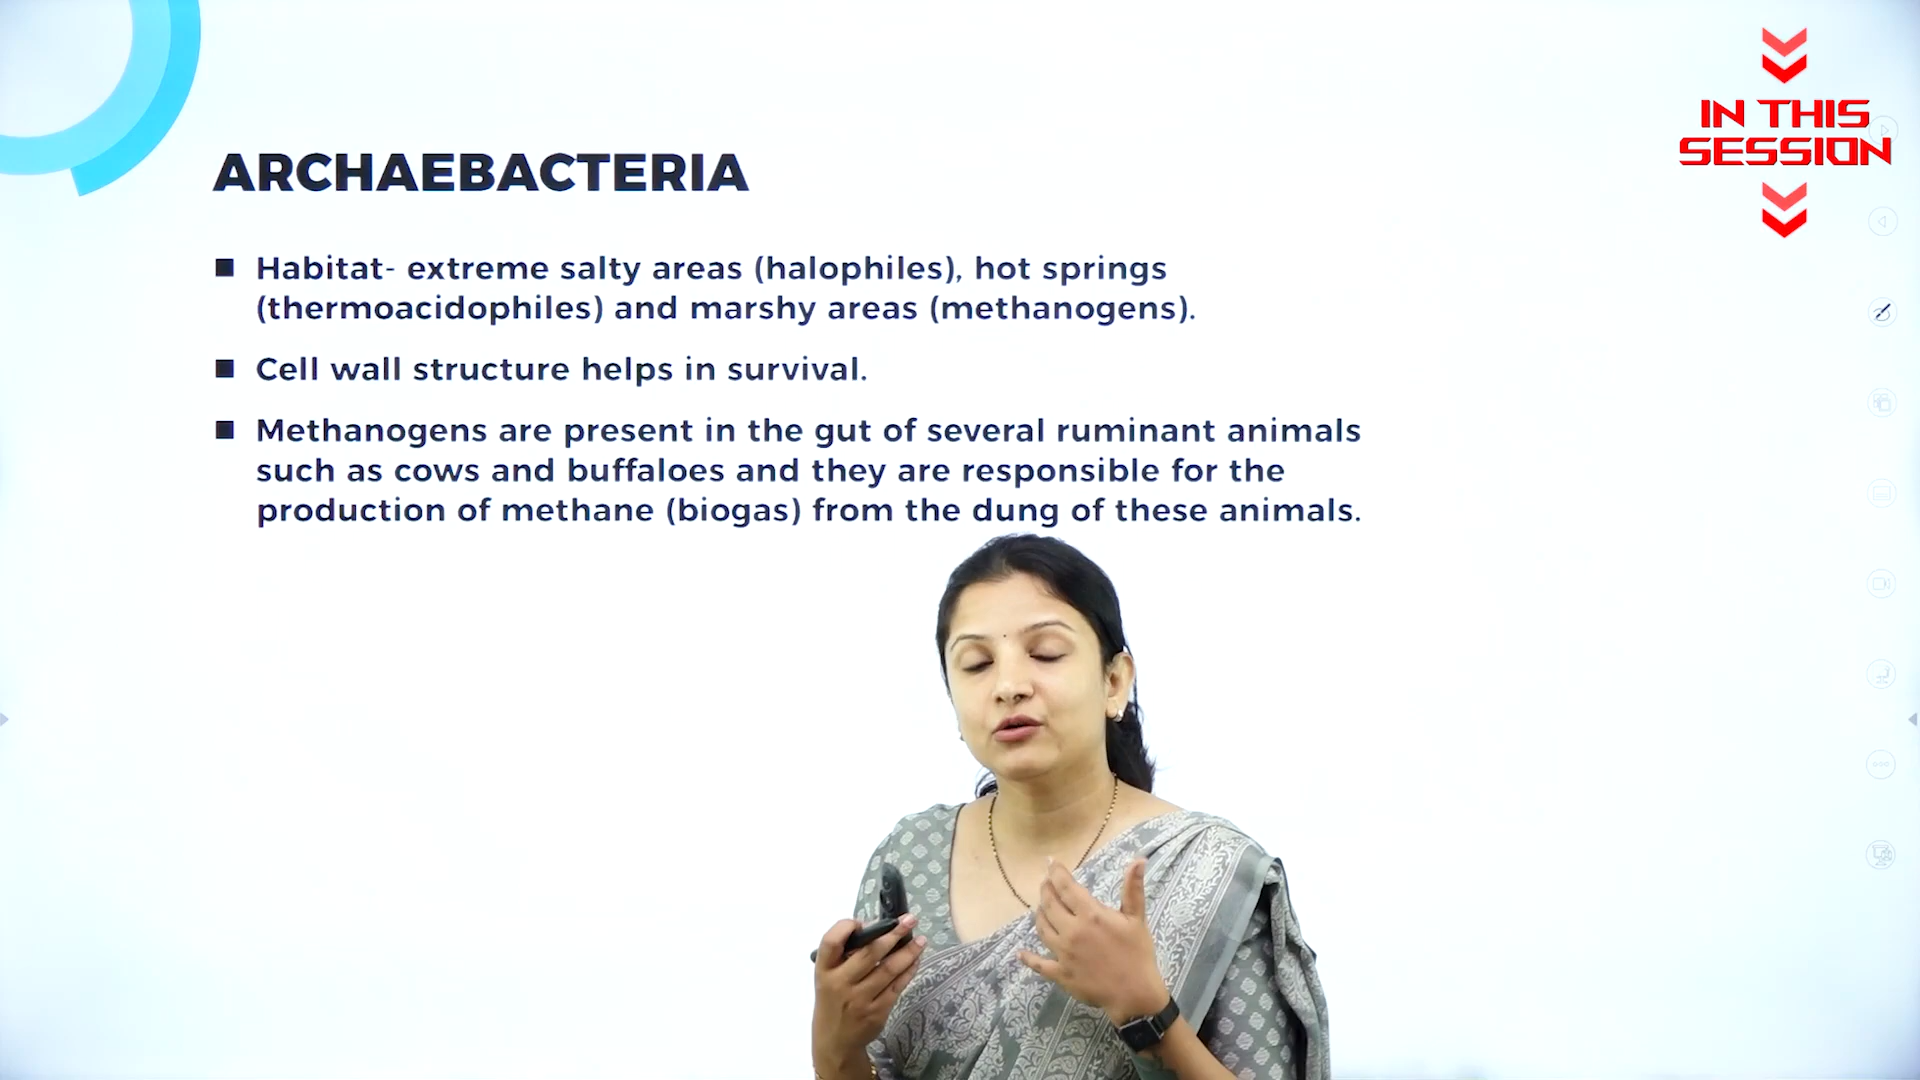 IN THIS
SESSION
ARCHAEBACTERIA
■ Habitat- extreme salty areas (halophiles), hot springs
(thermoacidophiles) and marshy areas (methanogens).
■ Cell wall structure helps in survival.
■ Methanogens are present in the gut of several ruminant animals
such as cows and buffaloes and they are responsible for the
production of methane (biogas) from the dung of these animals.